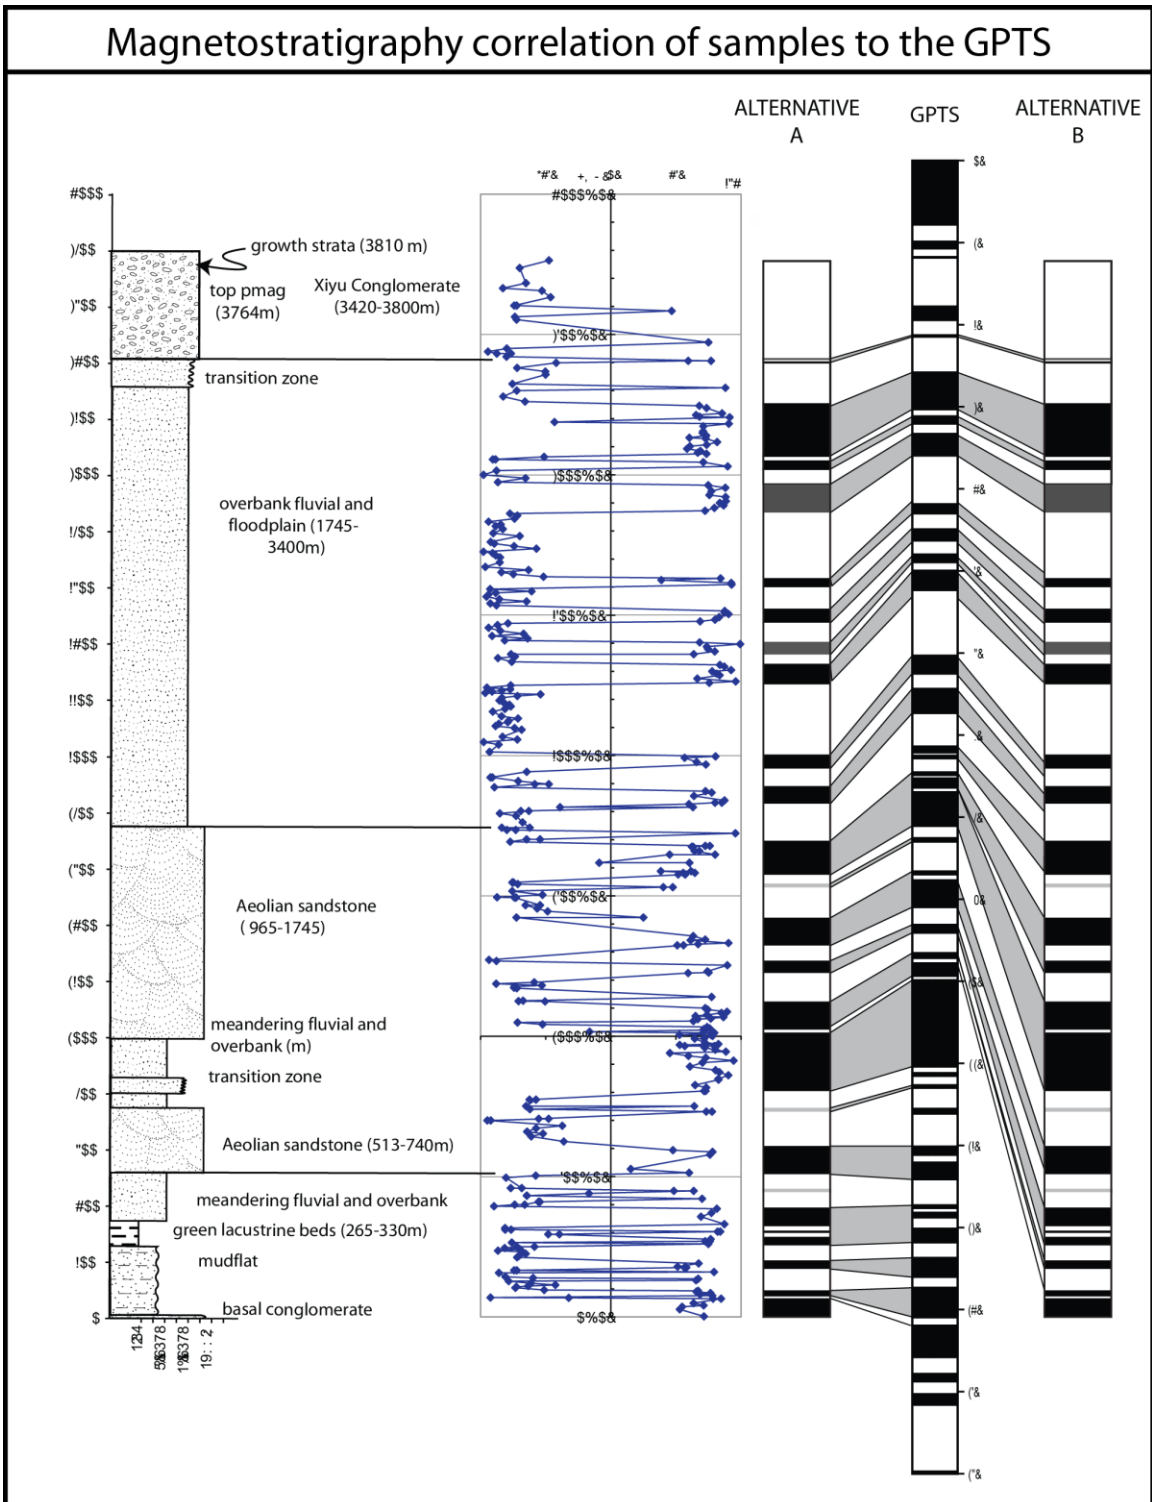 Magnetostratigraphy correlation of samples to the GPTS
ALTERNATIVE
A
GPTS
ALTERNATIVE
B
#$$$
)/$$
)"$$
)#$$
)!$$
)$$$
!/$$
!"$$
!#$$
!!$$
!$$$
(/$$
("$$
(#$$
(!$$
($$$
/$$
"$$
#$$
!$$
$
growth strata (3810 m)
top pmag
(3764m)
Xiyu Conglomerate
(3420-3800m)
transition zone
overbank fluvial and
floodplain (1745-
3400m)
Aeolian sandstone
( 965-1745)
meandering fluvial and
overbank (m)
transition zone
Aeolian sandstone (513-740m)
meandering fluvial and overbank
green lacustrine beds (265-330m)
mudflat
basal conglomerate
#'&
!"#
#$$$%$&
)'$$%$&
)$$$%$&
!'$$%$&
!$$$%$&
('$$%$&
($$$%$&
'$$%$&
$%$&
$&
(&
!&
)&
#&
'&
"&
.&
/&
0&
($&
((&
(!&
()&
(#&
('&
("&